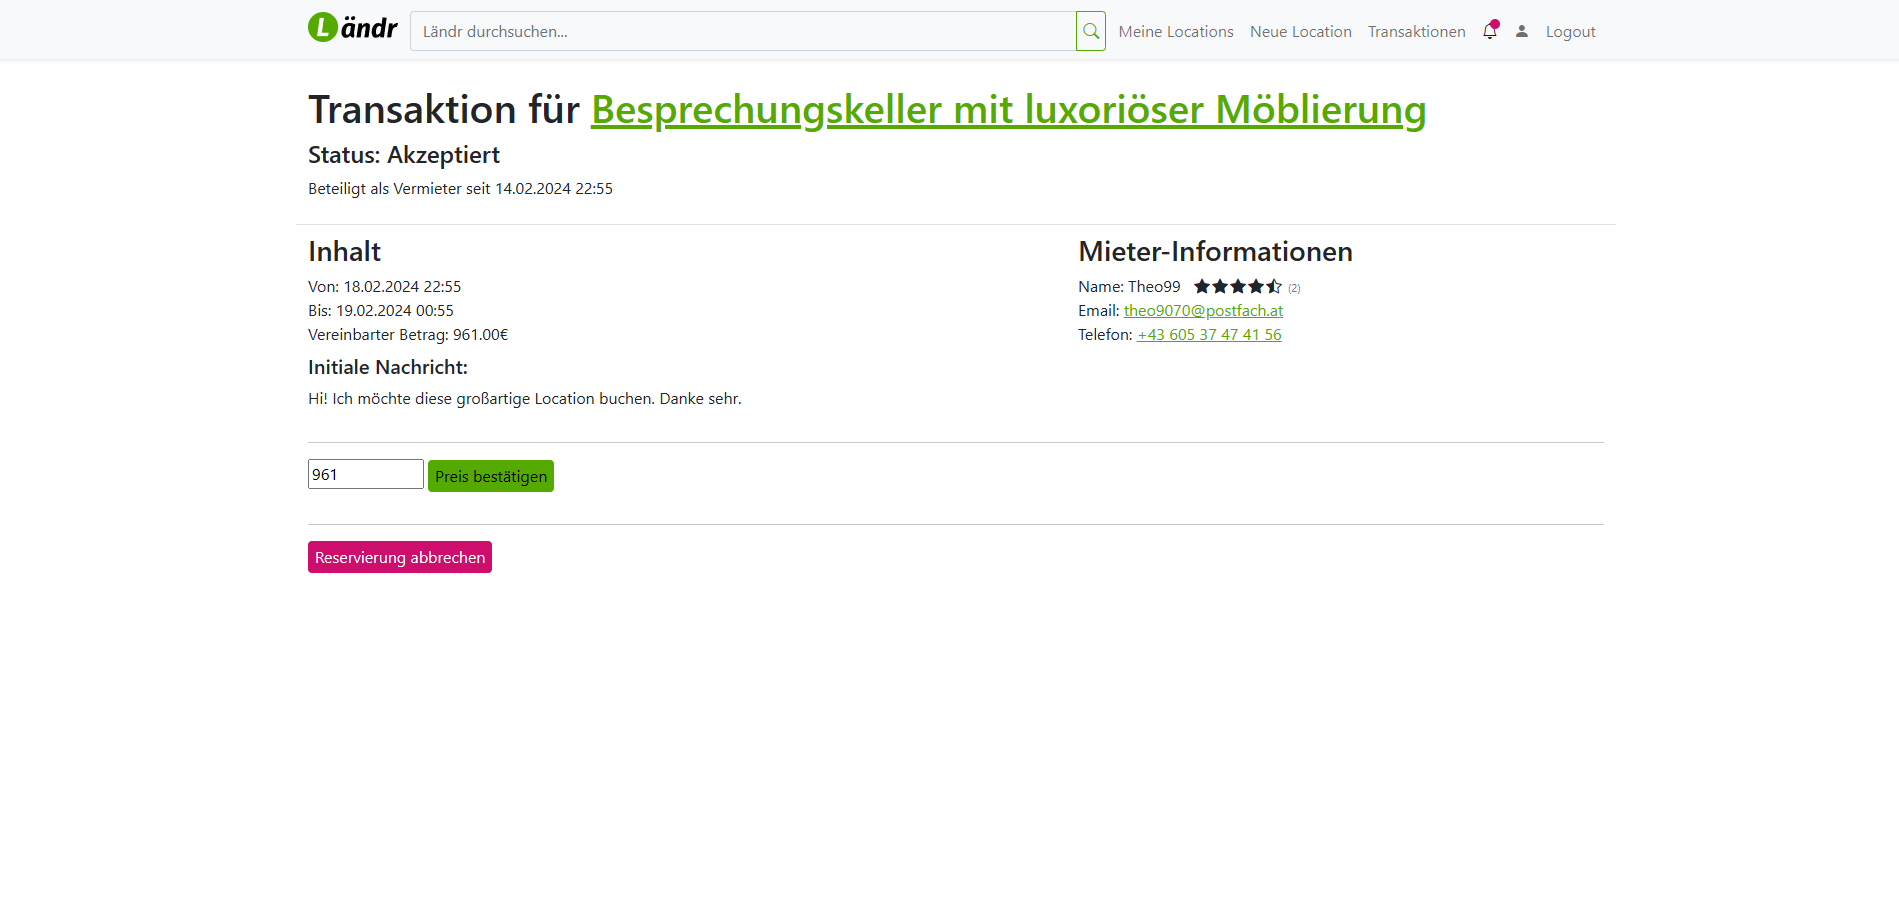 Ländr
Ländr durchsuchen...
Meine Locations
Neue Location
Transaktionen
Logout
Transaktion für Besprechungskeller mit luxoriöser Möblierung
Status: Akzeptiert
Beteiligt als Vermieter seit 14.02.2024 22:55
Inhalt
Von: 18.02.2024 22:55
Bis: 19.02.2024 00:55
Vereinbarter Betrag: 961.00€
Initiale Nachricht:
Hi! Ich möchte diese großartige Location buchen. Danke sehr.
Mieter-Informationen
Name: Theo99 (2)
Email: theo9070@postfach.at
Telefon: +43 605 37 47 41 56
961
Preis bestätigen
Reservierung abbrechen